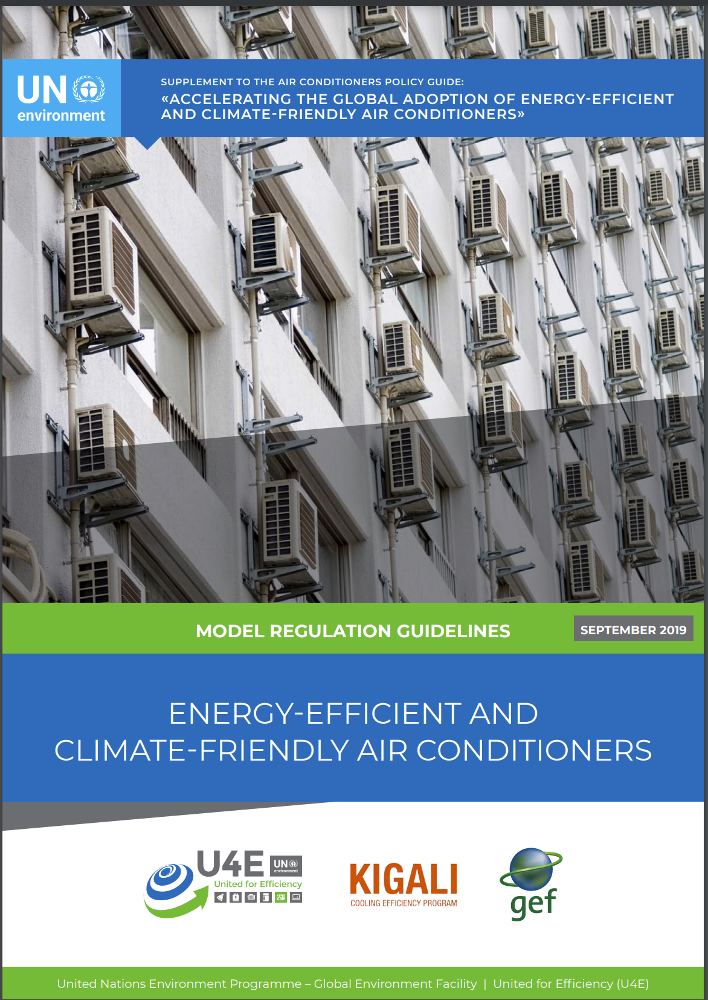 UN
environment
SUPPLEMENT TO THE AIR CONDITIONERS POLICY GUIDE:
«ACCELERATING THE GLOBAL ADOPTION OF ENERGY-EFFICIENT
AND CLIMATE-FRIENDLY AIR CONDITIONERS»
MODEL REGULATION GUIDELINES
SEPTEMBER 2019
ENERGY-EFFICIENT AND
CLIMATE-FRIENDLY AIR CONDITIONERS
U4E
UN
environment
United for Efficiency
KIGALI
COOLING EFFICIENCY PROGRAM
gef
United Nations Environment Programme – Global Environment Facility | United for Efficiency (U4E)